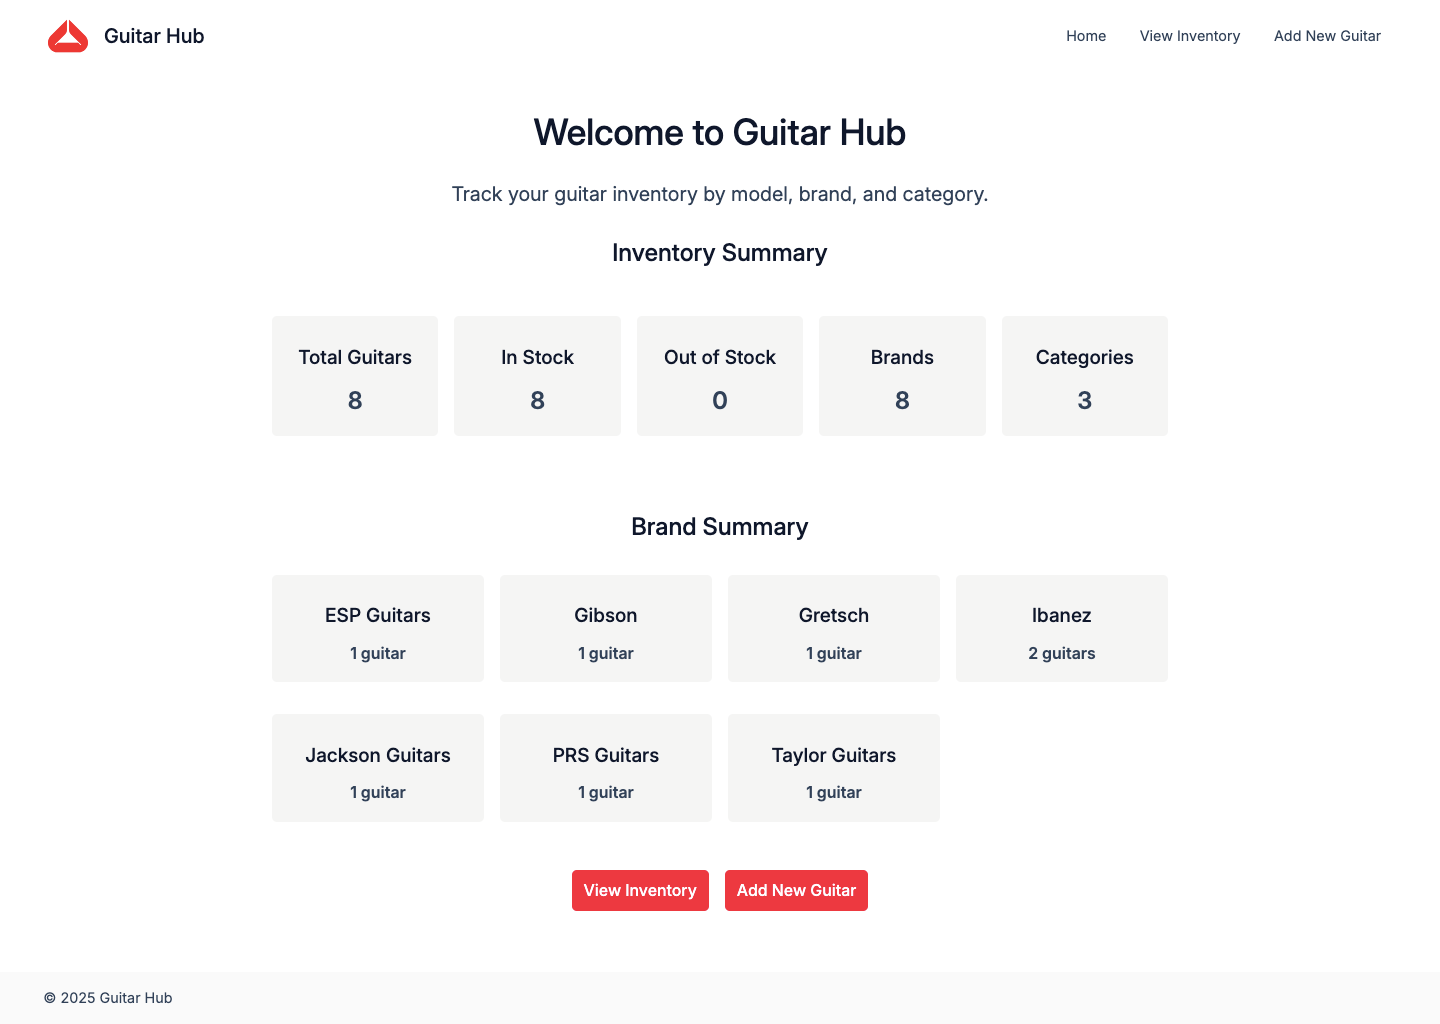 Guitar Hub
Home View Inventory Add New Guitar
Welcome to Guitar Hub
Track your guitar inventory by model, brand, and category.
Inventory Summary
Total Guitars
8
In Stock
8
Out of Stock
0
Brands
8
Categories
3
Brand Summary
ESP Guitars
1 guitar
Gibson
1 guitar
Gretsch
1 guitar
Ibanez
2 guitars
Jackson Guitars
1 guitar
PRS Guitars
1 guitar
Taylor Guitars
1 guitar
View Inventory
Add New Guitar
© 2025 Guitar Hub